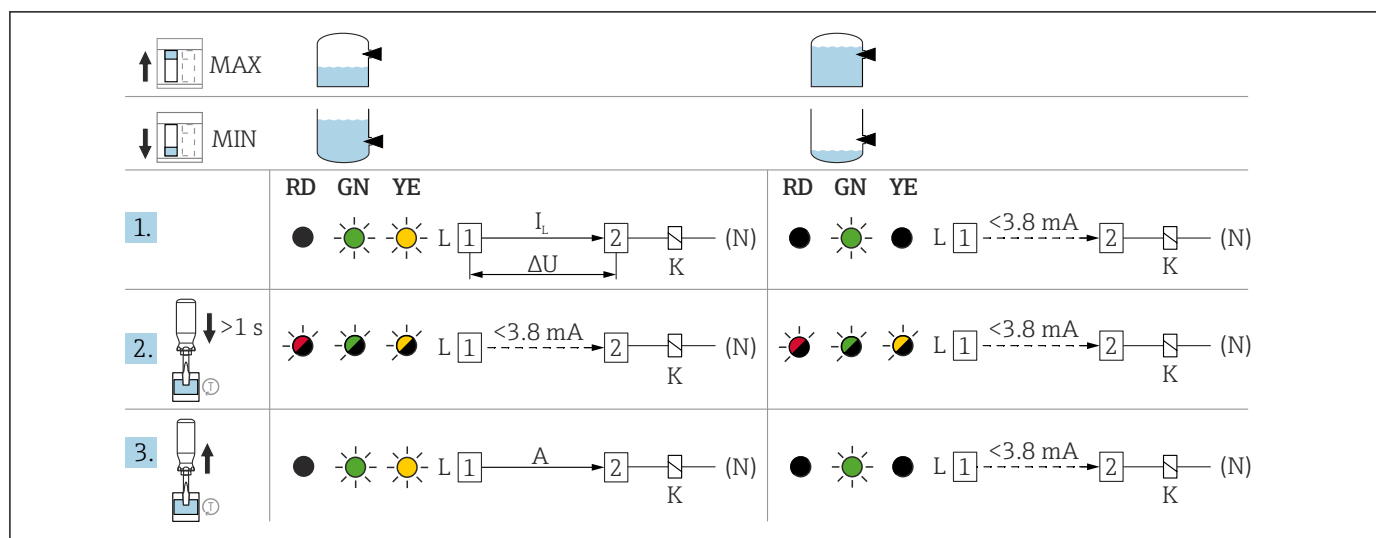 MAX
MIN
RD GN YE RD GN YE
1. L 1 I_L 2 (N) L 1 <3.8 mA 2 (N)
ΔU K K
2. >1 s L 1 <3.8 mA 2 (N) L 1 <3.8 mA 2 (N)
T K K
3. L 1 A 2 (N) L 1 <3.8 mA 2 (N)
T K K